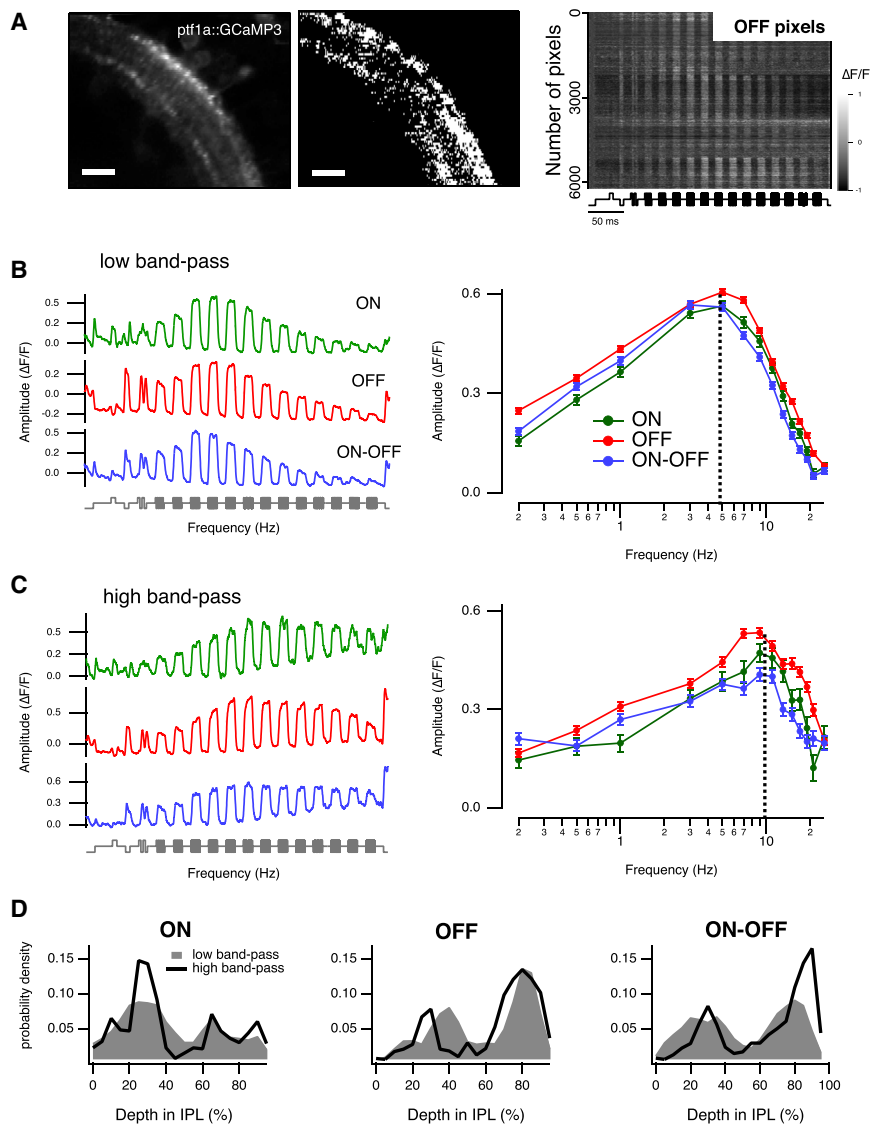 A
ptf1a::GCaMP3
OFF pixels
Number of pixels
0
3000
6000
ΔF/F
1
0
-1
50 ms
B
low band-pass
Amplitude (ΔF/F)
0.5
0.2
0.0
ON
0.2
0.0
-0.2
OFF
0.5
0.2
0.0
ON-OFF
Frequency (Hz)
Amplitude (ΔF/F)
0.6
0.3
0.0
ON
OFF
ON-OFF
2 3 4 5 6 7 1 2 3 4 5 6 7 10 2
Frequency (Hz)
C
high band-pass
Amplitude (ΔF/F)
0.5
0.0
0.5
0.0
0.6
0.3
0.0
Frequency (Hz)
Amplitude (ΔF/F)
0.6
0.3
0.0
2 3 4 5 6 7 1 2 3 4 5 6 7 10 2
Frequency (Hz)
D
ON
probability density
0.15
0.10
0.05
low band-pass
high band-pass
0 20 40 60 80
Depth in IPL (%)
OFF
0.15
0.10
0.05
0 20 40 60 80
Depth in IPL (%)
ON-OFF
0.15
0.10
0.05
0 20 40 60 80 100
Depth in IPL (%)